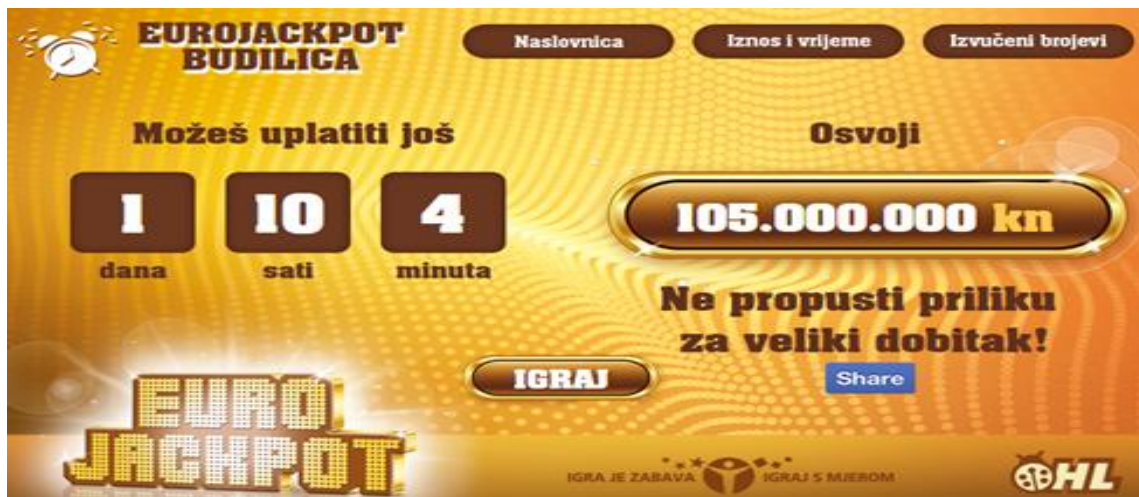 EUROJACKPOT
BUDILICA
Naslovnica
Iznos i vrijeme
Izvučeni brojevi
Možeš uplatiti još
1 10 4
dana sati minuta
Osvoji
105.000.000 kn
Ne propusti priliku
za veliki dobitak!
Share
IGRAJ
EURO
JACKPOT
IGRA JE ZABAVA IGRAJ S MJEROM
HL